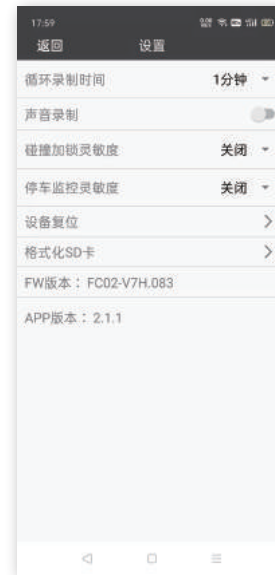 17:59
返回 设置
循环录制时间 1分钟
声音录制
碰撞加锁灵敏度 关闭
停车监控灵敏度 关闭
设备复位
格式化SD卡
FW版本： FC02-V7H.083
APP版本： 2.1.1